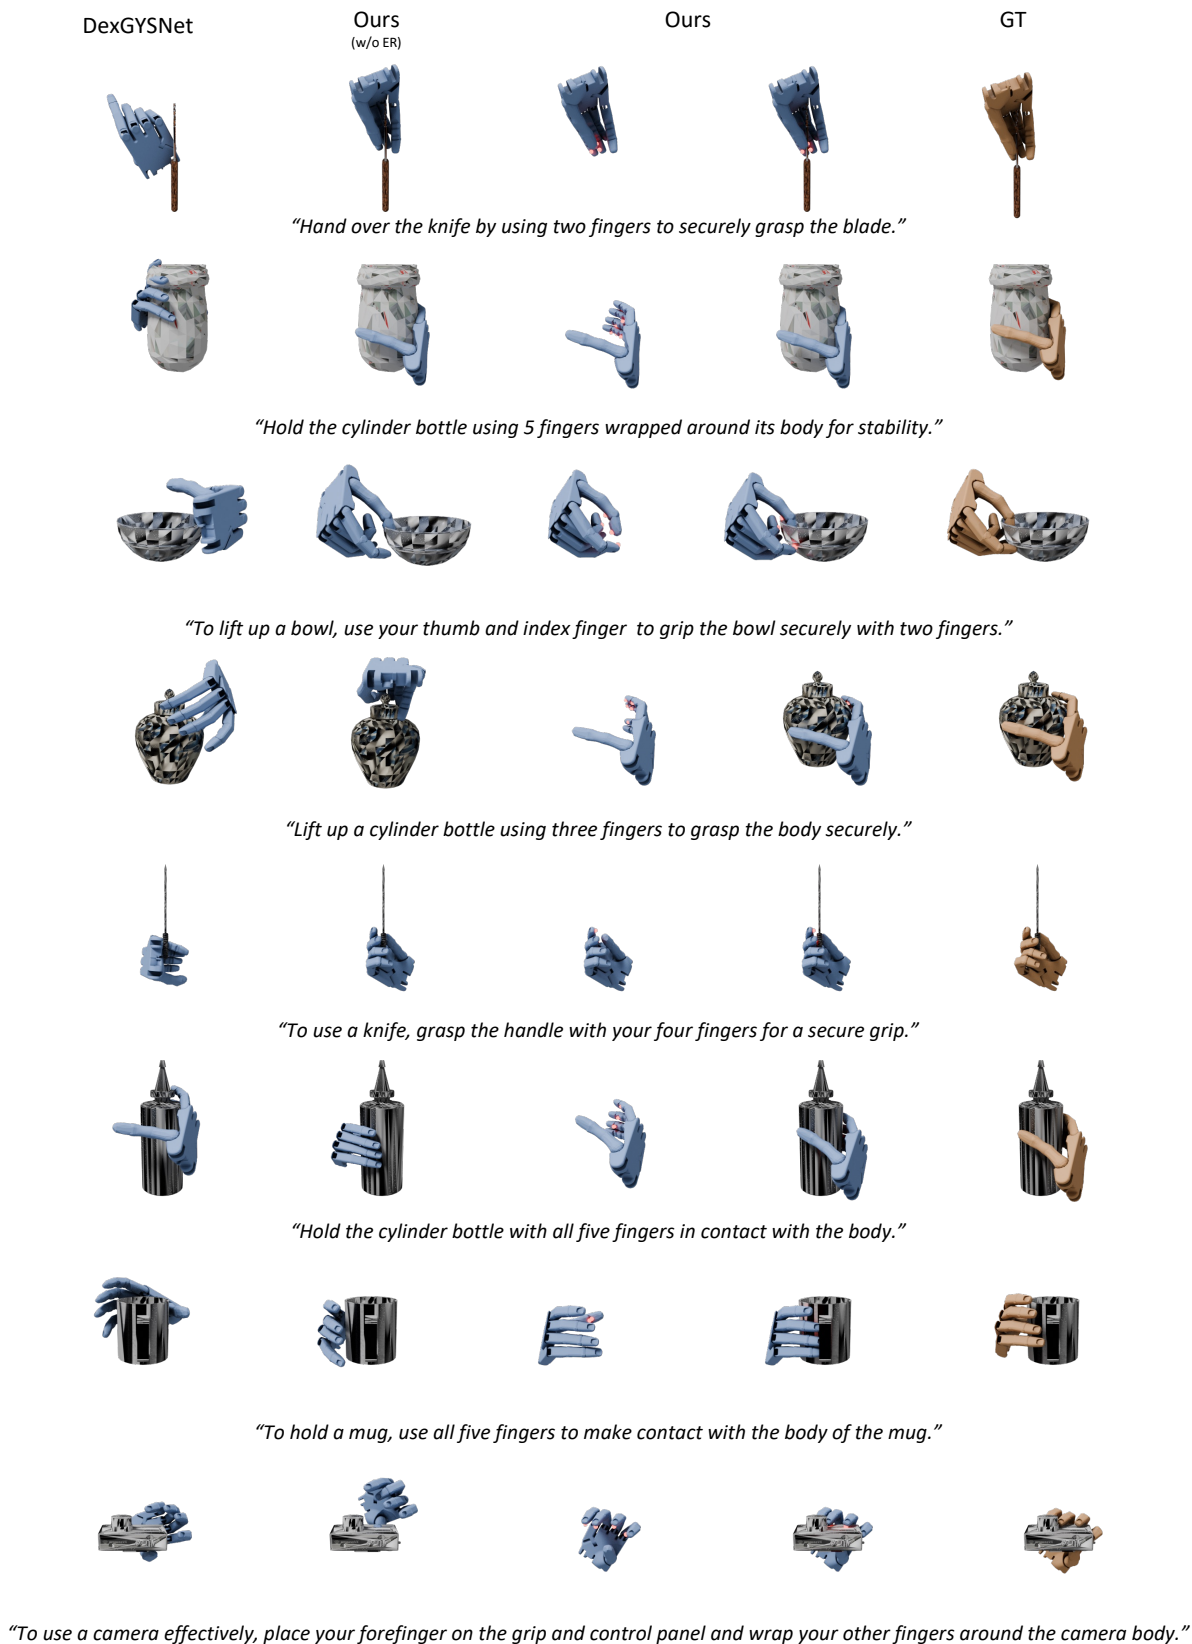 DexGYSNet
Ours
(w/o ER)
Ours
GT
“Hand over the knife by using two fingers to securely grasp the blade.”
“Hold the cylinder bottle using 5 fingers wrapped around its body for stability.”
“To lift up a bowl, use your thumb and index finger to grip the bowl securely with two fingers.”
“Lift up a cylinder bottle using three fingers to grasp the body securely.”
“To use a knife, grasp the handle with your four fingers for a secure grip.”
“Hold the cylinder bottle with all five fingers in contact with the body.”
“To hold a mug, use all five fingers to make contact with the body of the mug.”
“To use a camera effectively, place your forefinger on the grip and control panel and wrap your other fingers around the camera body.”